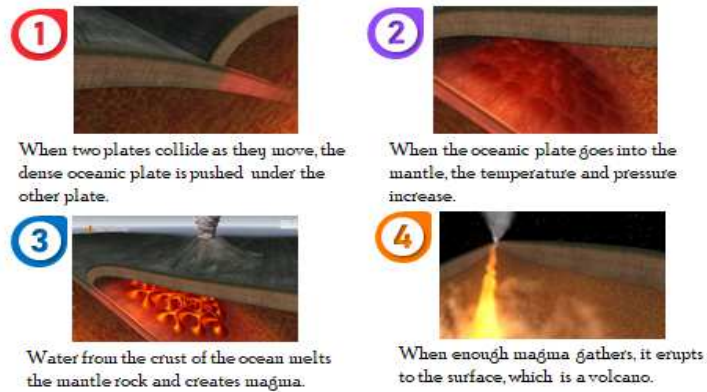 1
When two plates collide as they move, the
dense oceanic plate is pushed under the
other plate.
2
When the oceanic plate goes into the
mantle, the temperature and pressure
increase.
3
Water from the crust of the ocean melts
the mantle rock and creates magma.
4
When enough magma gathers, it erupts
to the surface, which is a volcano.